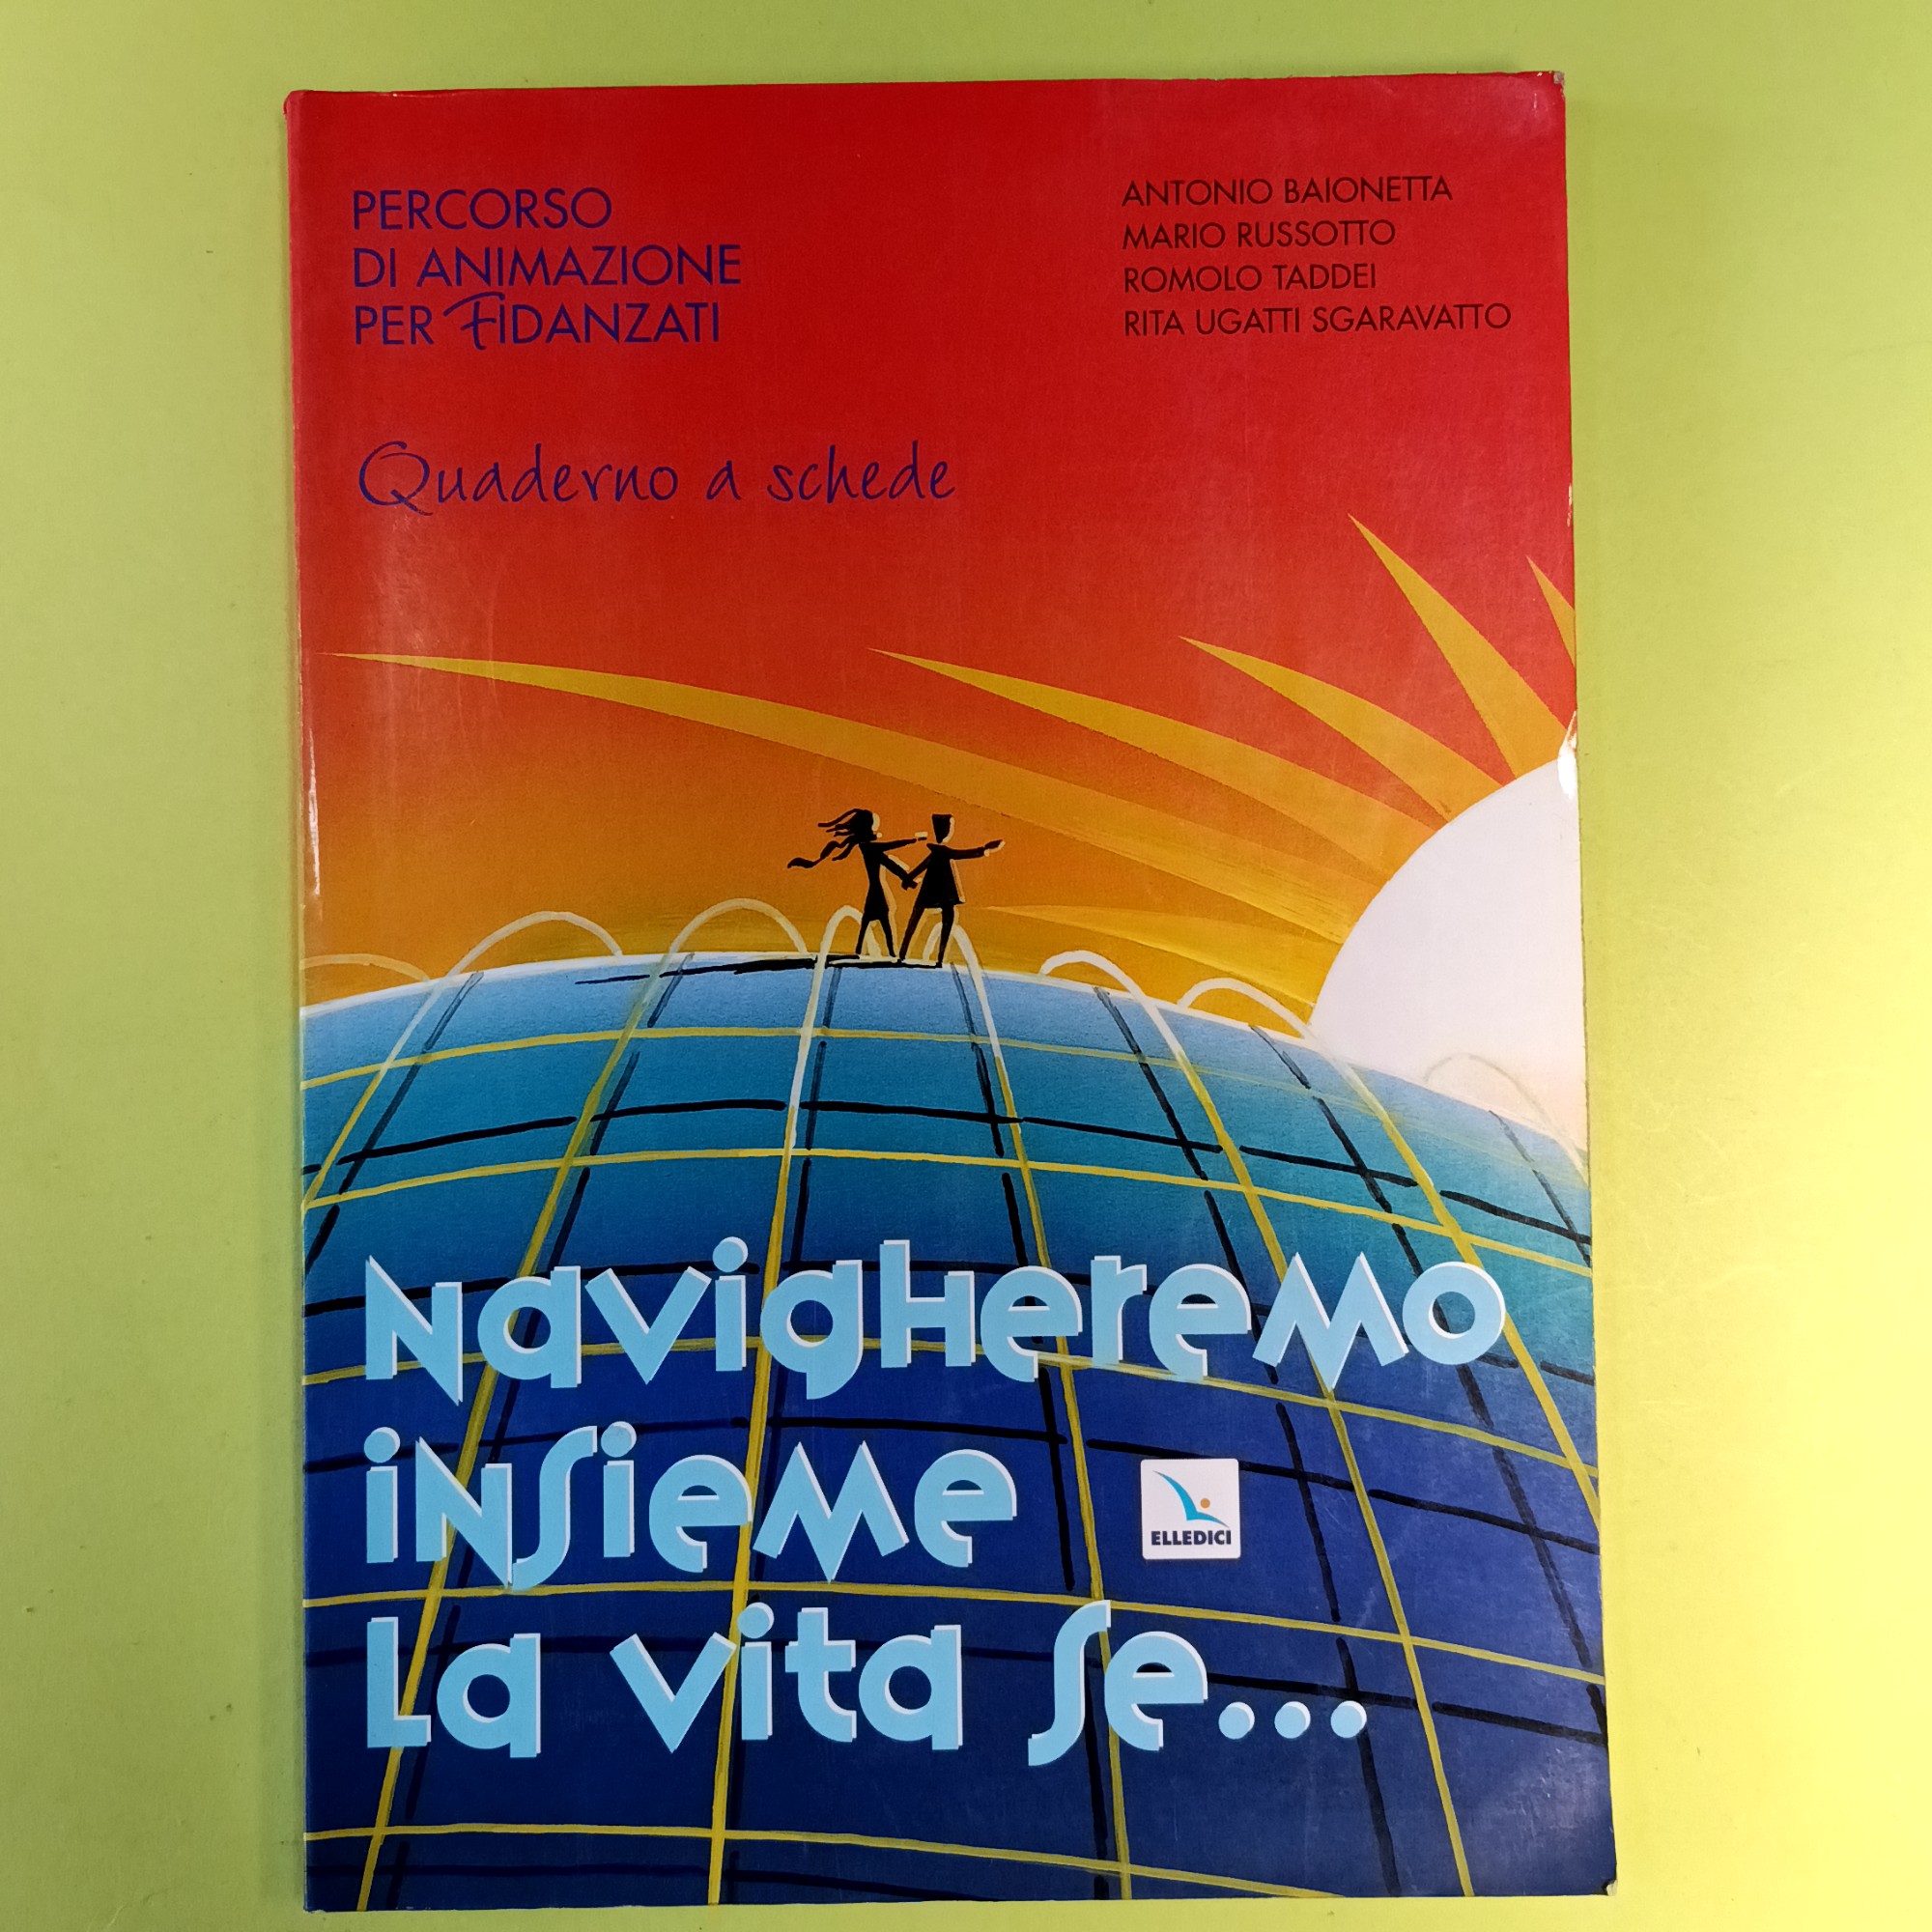 PERCORSO
DI ANIMAZIONE
PER FIDANZATI
ANTONIO BAIONETTA
MARIO RUSSOTTO
ROMOLO TADDEI
RITA UGATTI SGARAVATTO
Quaderno a schede
Navigheremo
insieme
ELLEDICI
La vita se...